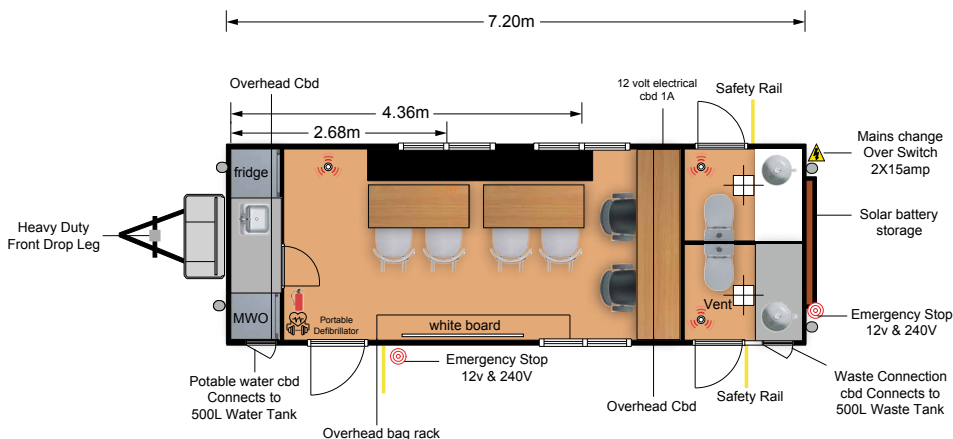 7.20m
Overhead Cbd
12 volt electrical
cbd 1A
Safety Rail
4.36m
2.68m
Mains change
Over Switch
2X15amp
fridge
Heavy Duty
Front Drop Leg
Solar battery
storage
Vent
MWO
Portable
Defibrillator
white board
Emergency Stop
12v & 240V
Emergency Stop
12v & 240V
Potable water cbd
Connects to
500L Water Tank
Overhead bag rack
Overhead Cbd
Safety Rail
Waste Connection
cbd Connects to
500L Waste Tank